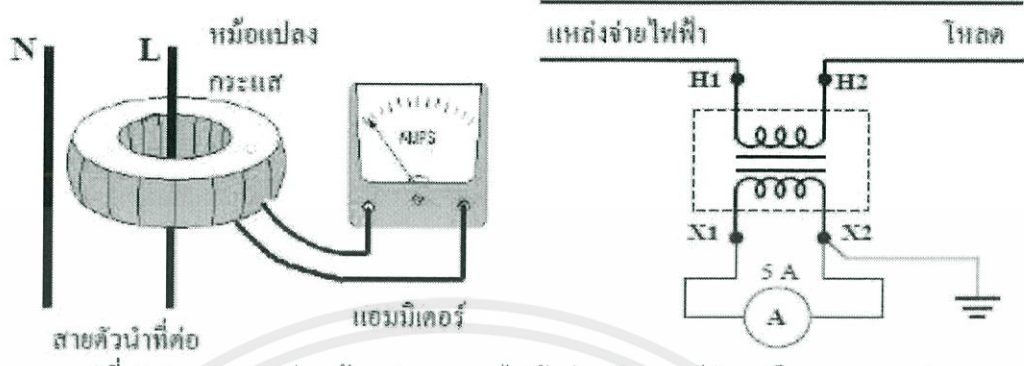 N
L
หม้อแปลง
กระแส
AMPS
แอมมิเตอร์
สายตัวนำที่ต่อ
แหล่งจ่ายไฟฟ้า
โหลด
H1
H2
X1
X2
5 A
A